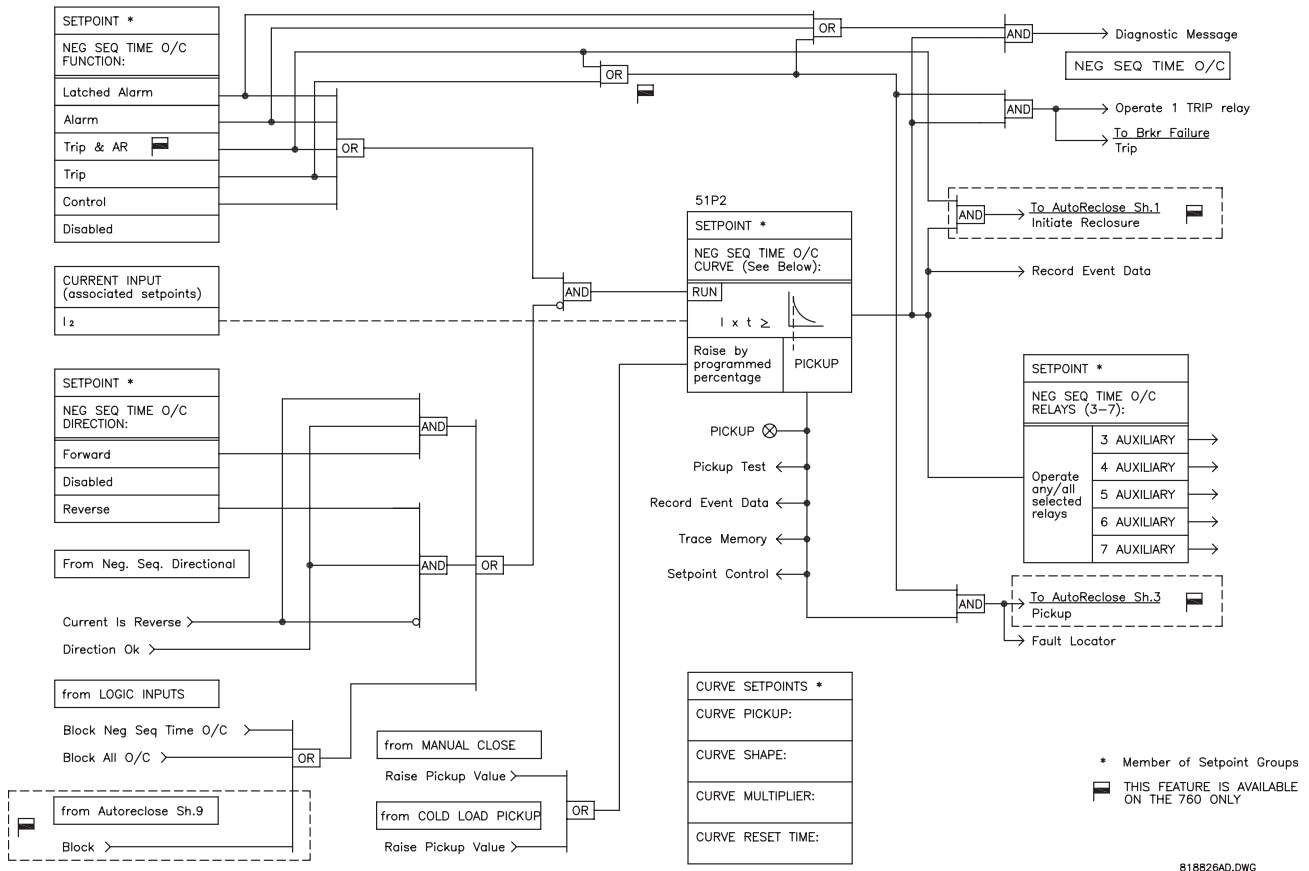 SETPOINT *
NEG SEQ TIME O/C
FUNCTION:
Latched Alarm
Alarm
Trip & AR
Trip
Control
Disabled
OR
OR
OR
AND
Diagnostic Message
NEG SEQ TIME O/C
AND
Operate 1 TRIP relay
To Brkr Failure
Trip
AND
To AutoReclose Sh.1
Initiate Reclosure
Record Event Data
CURRENT INPUT
(associated setpoints)
I2
AND
51P2
SETPOINT *
NEG SEQ TIME O/C
CURVE (See Below):
RUN
I x t ≥
Raise by
programmed
percentage
PICKUP
SETPOINT *
NEG SEQ TIME O/C
DIRECTION:
Forward
Disabled
Reverse
AND
AND
OR
From Neg. Seq. Directional
Current Is Reverse
Direction Ok
PICKUP
Pickup Test
Record Event Data
Trace Memory
Setpoint Control
SETPOINT *
NEG SEQ TIME O/C
RELAYS (3-7):
Operate
any/all
selected
relays
3 AUXILIARY
4 AUXILIARY
5 AUXILIARY
6 AUXILIARY
7 AUXILIARY
AND
To AutoReclose Sh.3
Pickup
Fault Locator
from LOGIC INPUTS
Block Neg Seq Time O/C
Block All O/C
OR
from Autoreclose Sh.9
Block
from MANUAL CLOSE
Raise Pickup Value
from COLD LOAD PICKUP
Raise Pickup Value
OR
CURVE SETPOINTS *
CURVE PICKUP:
CURVE SHAPE:
CURVE MULTIPLIER:
CURVE RESET TIME:
* Member of Setpoint Groups
THIS FEATURE IS AVAILABLE
ON THE 760 ONLY
818826AD.DWG